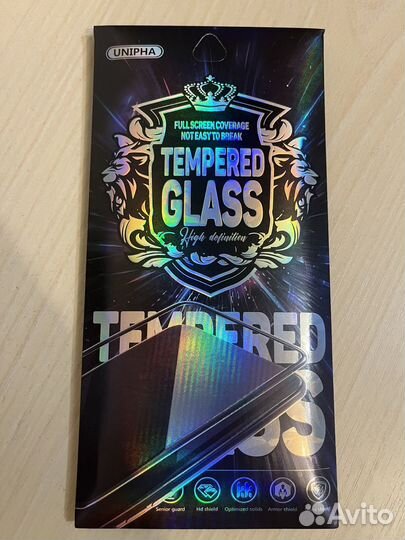 UNIPHA
FULL SCREEN COVERAGE
NOT EASY TO BREAK
TEMPERED
GLASS
High definition
TEMPERED
Senior guard Hd shield Optimized solids Armor shield
Avito